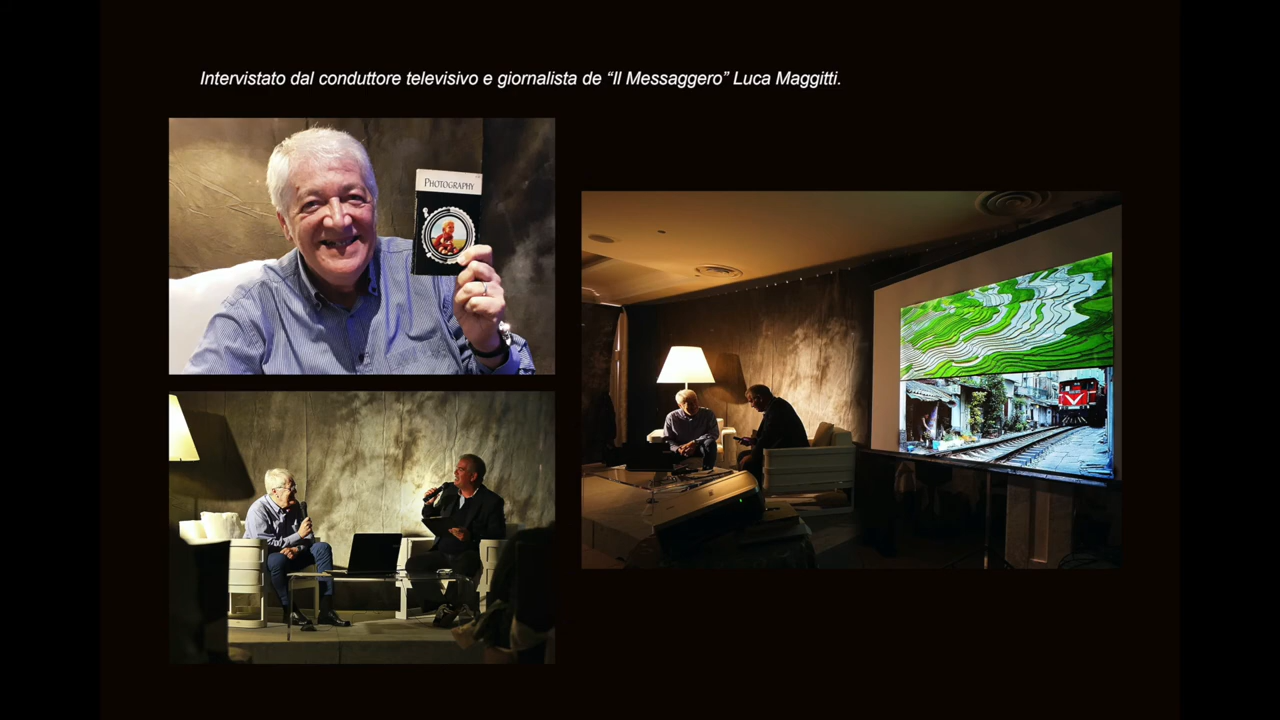 Intervistato dal conduttore televisivo e giornalista de “Il Messaggero” Luca Maggitti.
PHOTOGRAPHY